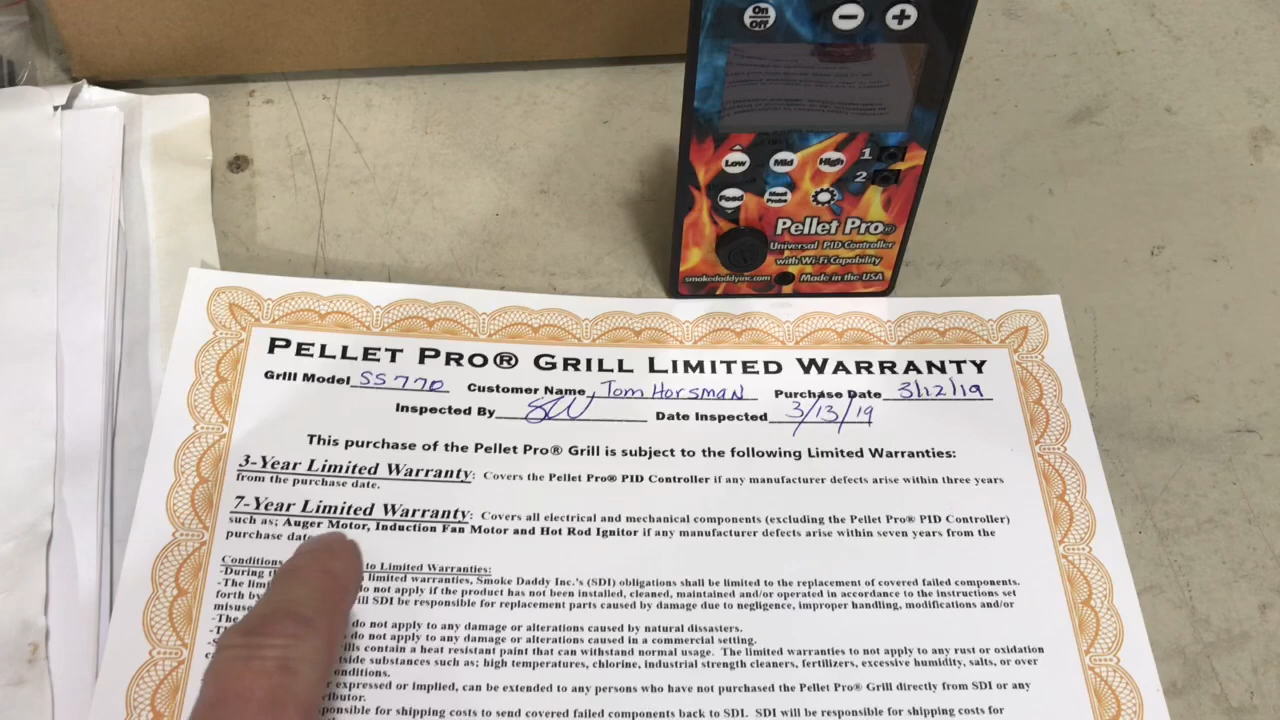 On
Off
Low
Mid
High
1
2
Feed
Meat
Probe
Pellet Pro®
Universal PID Controller
with Wi-Fi Capability
smokedaddyinc.com
Made in the USA
PELLET PRO® GRILL LIMITED WARRANTY
Grill Model SS770 Customer Name Tom Horsman Purchase Date 3/12/19
Inspected By SW Date Inspected 3/13/19
This purchase of the Pellet Pro® Grill is subject to the following Limited Warranties:
3-Year Limited Warranty: Covers the Pellet Pro® PID Controller if any manufacturer defects arise within three years
from the purchase date.
7-Year Limited Warranty: Covers all electrical and mechanical components (excluding the Pellet Pro® PID Controller)
such as; Auger Motor, Induction Fan Motor and Hot Rod Ignitor if any manufacturer defects arise within seven years from the
purchase date
Conditions to Limited Warranties:
-During limited warranties, Smoke Daddy Inc.'s (SDI) obligations shall be limited to the replacement of covered failed components.
-The do not apply if the product has not been installed, cleaned, maintained and/or operated in accordance to the instructions set
forth by SDI be responsible for replacement parts caused by damage due to negligence, improper handling, modifications and/or
-The do not apply to any damage or alterations caused by natural disasters.
do not apply to any damage or alterations caused in a commercial setting.
contain a heat resistant paint that can withstand normal usage. The limited warranties to not apply to any rust or oxidation
substances such as; high temperatures, chlorine, industrial strength cleaners, fertilizers, excessive humidity, salts, or over
expressed or implied, can be extended to any persons who have not purchased the Pellet Pro® Grill directly from SDI or any
for shipping costs to send covered failed components back to SDI. SDI will be responsible for shipping costs for